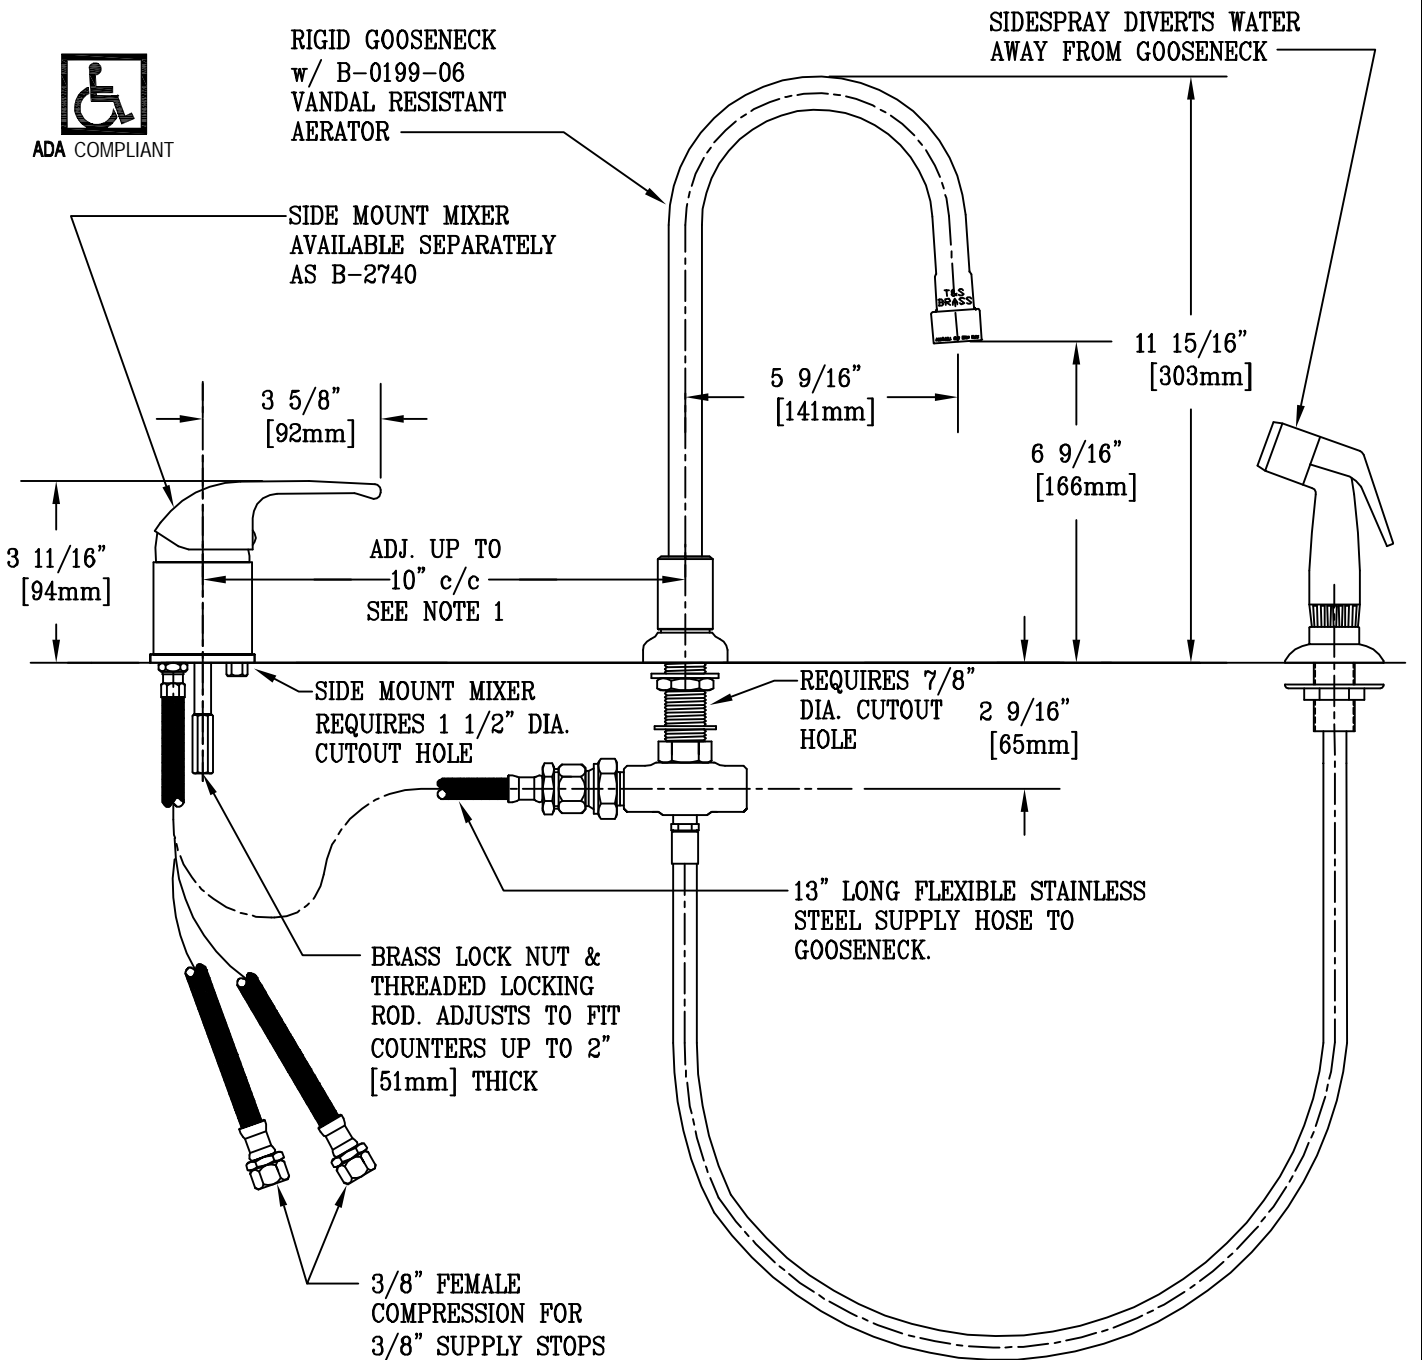 SIDESPRAY DIVERTS WATER
AWAY FROM GOOSENECK
RIGID GOOSENECK
w/ B-0199-06
VANDAL RESISTANT
AERATOR
ADA COMPLIANT
SIDE MOUNT MIXER
AVAILABLE SEPARATELY
AS B-2740
T&S
BRASS
11 15/16"
[303mm]
5 9/16"
[141mm]
3 5/8"
[92mm]
6 9/16"
[166mm]
3 11/16"
[94mm]
ADJ. UP TO
10" c/c
SEE NOTE 1
SIDE MOUNT MIXER
REQUIRES 1 1/2" DIA.
CUTOUT HOLE
REQUIRES 7/8"
DIA. CUTOUT
HOLE
2 9/16"
[65mm]
13" LONG FLEXIBLE STAINLESS
STEEL SUPPLY HOSE TO
GOOSENECK.
BRASS LOCK NUT &
THREADED LOCKING
ROD. ADJUSTS TO FIT
COUNTERS UP TO 2"
[51mm] THICK
3/8" FEMALE
COMPRESSION FOR
3/8" SUPPLY STOPS